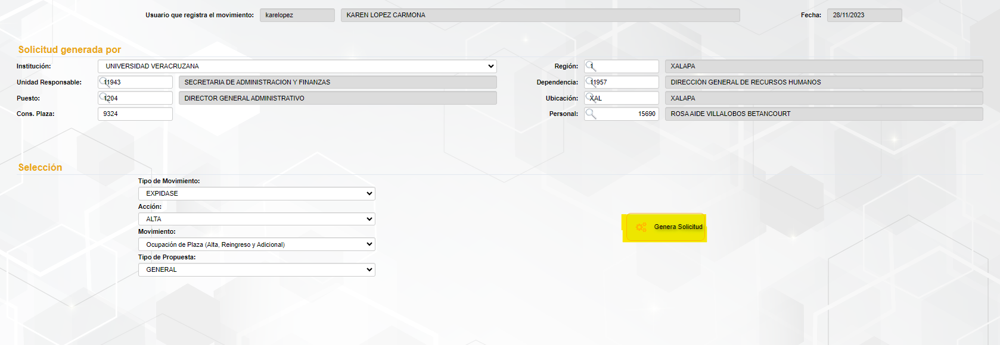 Usuario que registra el movimiento: karelopez KAREN LOPEZ CARMONA Fecha: 28/11/2023
Solicitud generada por
Institución: UNIVERSIDAD VERACRUZANA Región: 1 XALAPA
Unidad Responsable: 11943 SECRETARIA DE ADMINISTRACION Y FINANZAS Dependencia: 11957 DIRECCIÓN GENERAL DE RECURSOS HUMANOS
Puesto: 1204 DIRECTOR GENERAL ADMINISTRATIVO Ubicación: XAL XALAPA
Cons. Plaza: 9324 Personal: 15690 ROSA AIDE VILLALOBOS BETANCOURT
Selección
Tipo de Movimiento:
EXPIDASE
Acción:
ALTA
Genera Solicitud
Movimiento:
Ocupación de Plaza (Alta, Reingreso y Adicional)
Tipo de Propuesta:
GENERAL